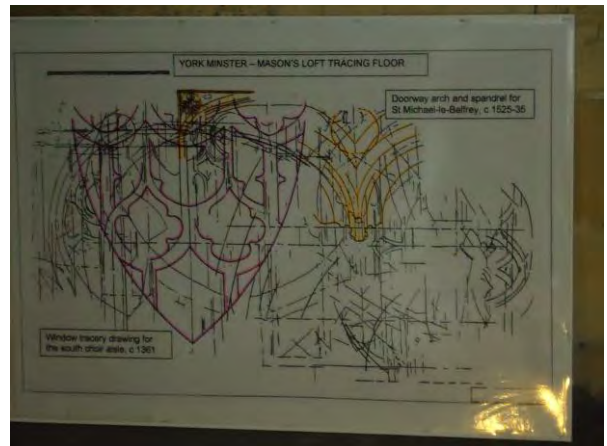 YORK MINSTER – MASON'S LOFT TRACING FLOOR
Doorway arch and spandrel for
St.Michael-le-Belfrey, c 1525-35
Window tracery drawing for
the south choir aisle, c 1361